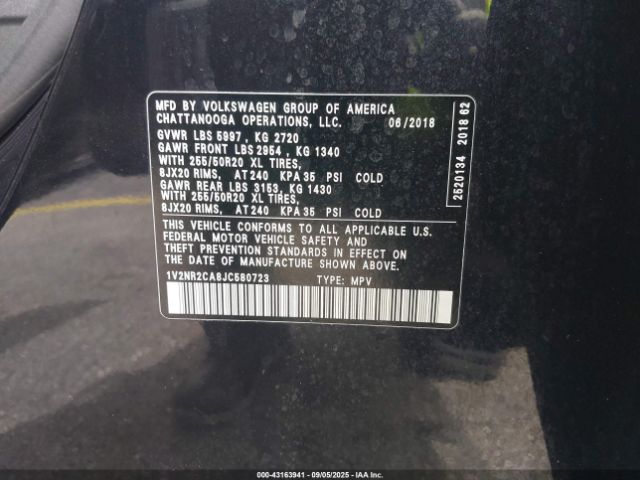 MFD BY VOLKSWAGEN GROUP OF AMERICA
CHATTANOOGA OPERATIONS, LLC. 06/2018
GVWR LBS 5997 , KG 2720
GAWR FRONT LBS 2954 , KG 1340
WITH 255/50R20 XL TIRES,
8JX20 RIMS, AT 240 KPA 35 PSI COLD
GAWR REAR LBS 3153, KG 1430
WITH 255/50R20 XL TIRES,
8JX20 RIMS, AT 240 KPA 35 PSI COLD
THIS VEHICLE CONFORMS TO ALL APPLICABLE U.S.
FEDERAL MOTOR VEHICLE SAFETY AND
THEFT PREVENTION STANDARDS IN EFFECT ON
THE DATE OF MANUFACTURE SHOWN ABOVE.
1V2NR2CA8JC580723 TYPE: MPV
2520134 2018 62
000-43163941 - 09/05/2025 - IAA Inc.